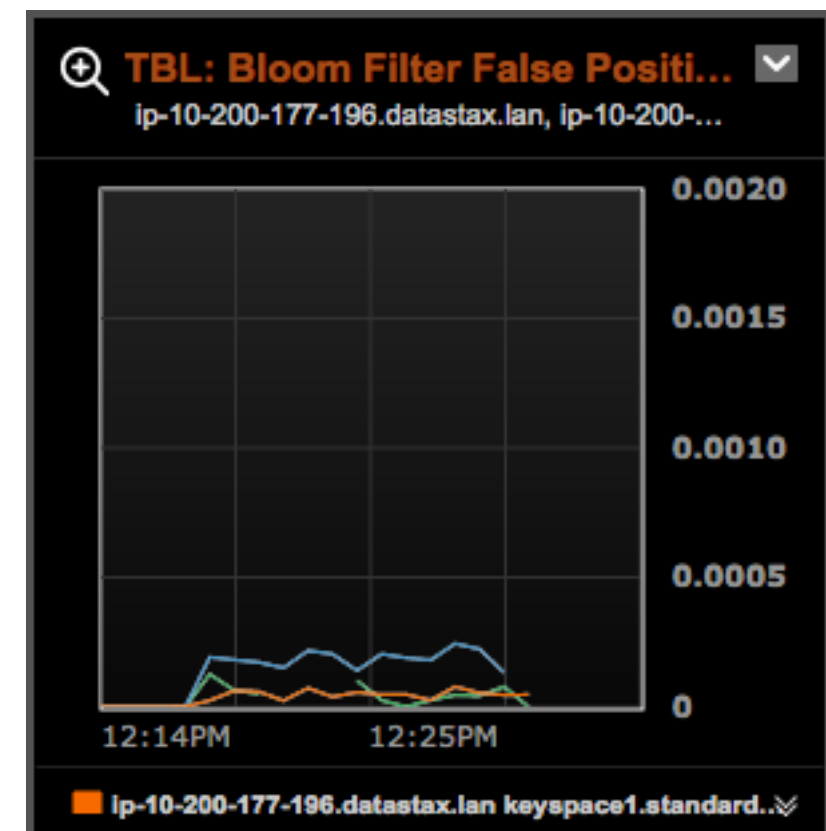 TBL: Bloom Filter False Positi...
ip-10-200-177-196.datastax.lan, ip-10-200-...
0.0020
0.0015
0.0010
0.0005
0
12:14PM 12:25PM
ip-10-200-177-196.datastax.lan keyspace1.standard..